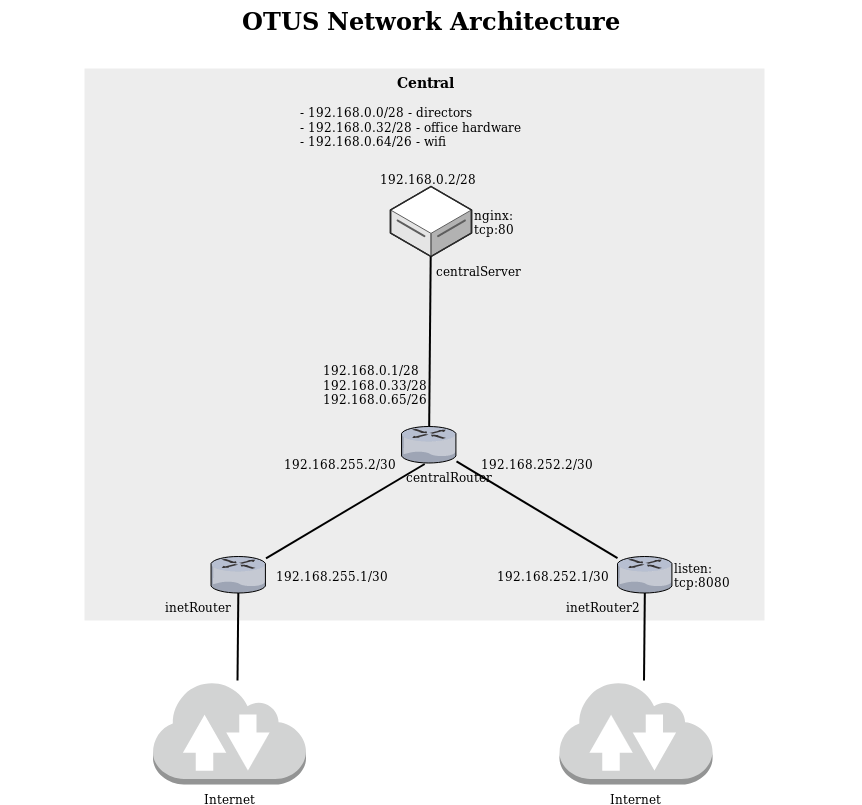 OTUS Network Architecture
Central
- 192.168.0.0/28 - directors
- 192.168.0.32/28 - office hardware
- 192.168.0.64/26 - wifi
192.168.0.2/28
nginx:
tcp:80
centralServer
192.168.0.1/28
192.168.0.33/28
192.168.0.65/26
192.168.255.2/30
192.168.252.2/30
centralRouter
192.168.255.1/30
192.168.252.1/30
listen:
tcp:8080
inetRouter
inetRouter2
Internet
Internet